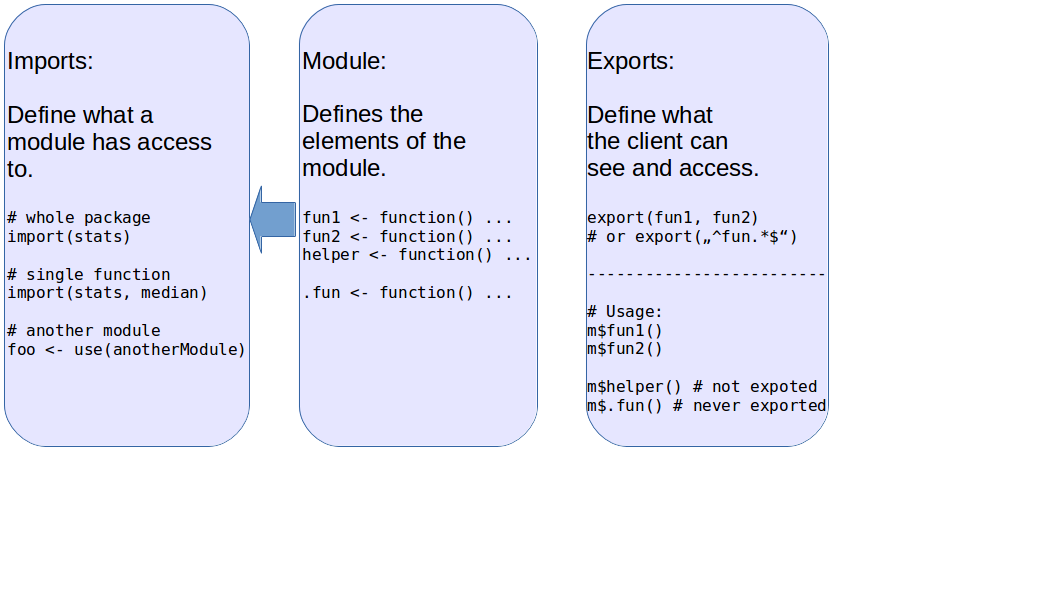 Imports:
Define what a
module has access
to.
# whole package
import(stats)
# single function
import(stats, median)
# another module
foo <- use(anotherModule)
Module:
Defines the
elements of the
module.
fun1 <- function() ...
fun2 <- function() ...
helper <- function() ...
.fun <- function() ...
Exports:
Define what
the client can
see and access.
export(fun1, fun2)
# or export(„^fun.*$“)
-------------------------
# Usage:
m$fun1()
m$fun2()
m$helper() # not expoted
m$.fun() # never exported